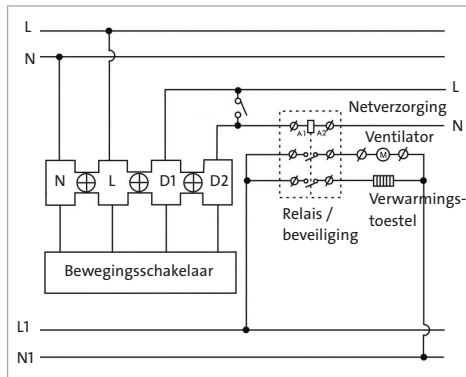 L
N
L
Netverzorging
A1 A2
N
Ventilator
M
N L D1 D2
Verwarmings-
toestel
Relais /
beveiliging
Bewegingsschakelaar
L1
N1